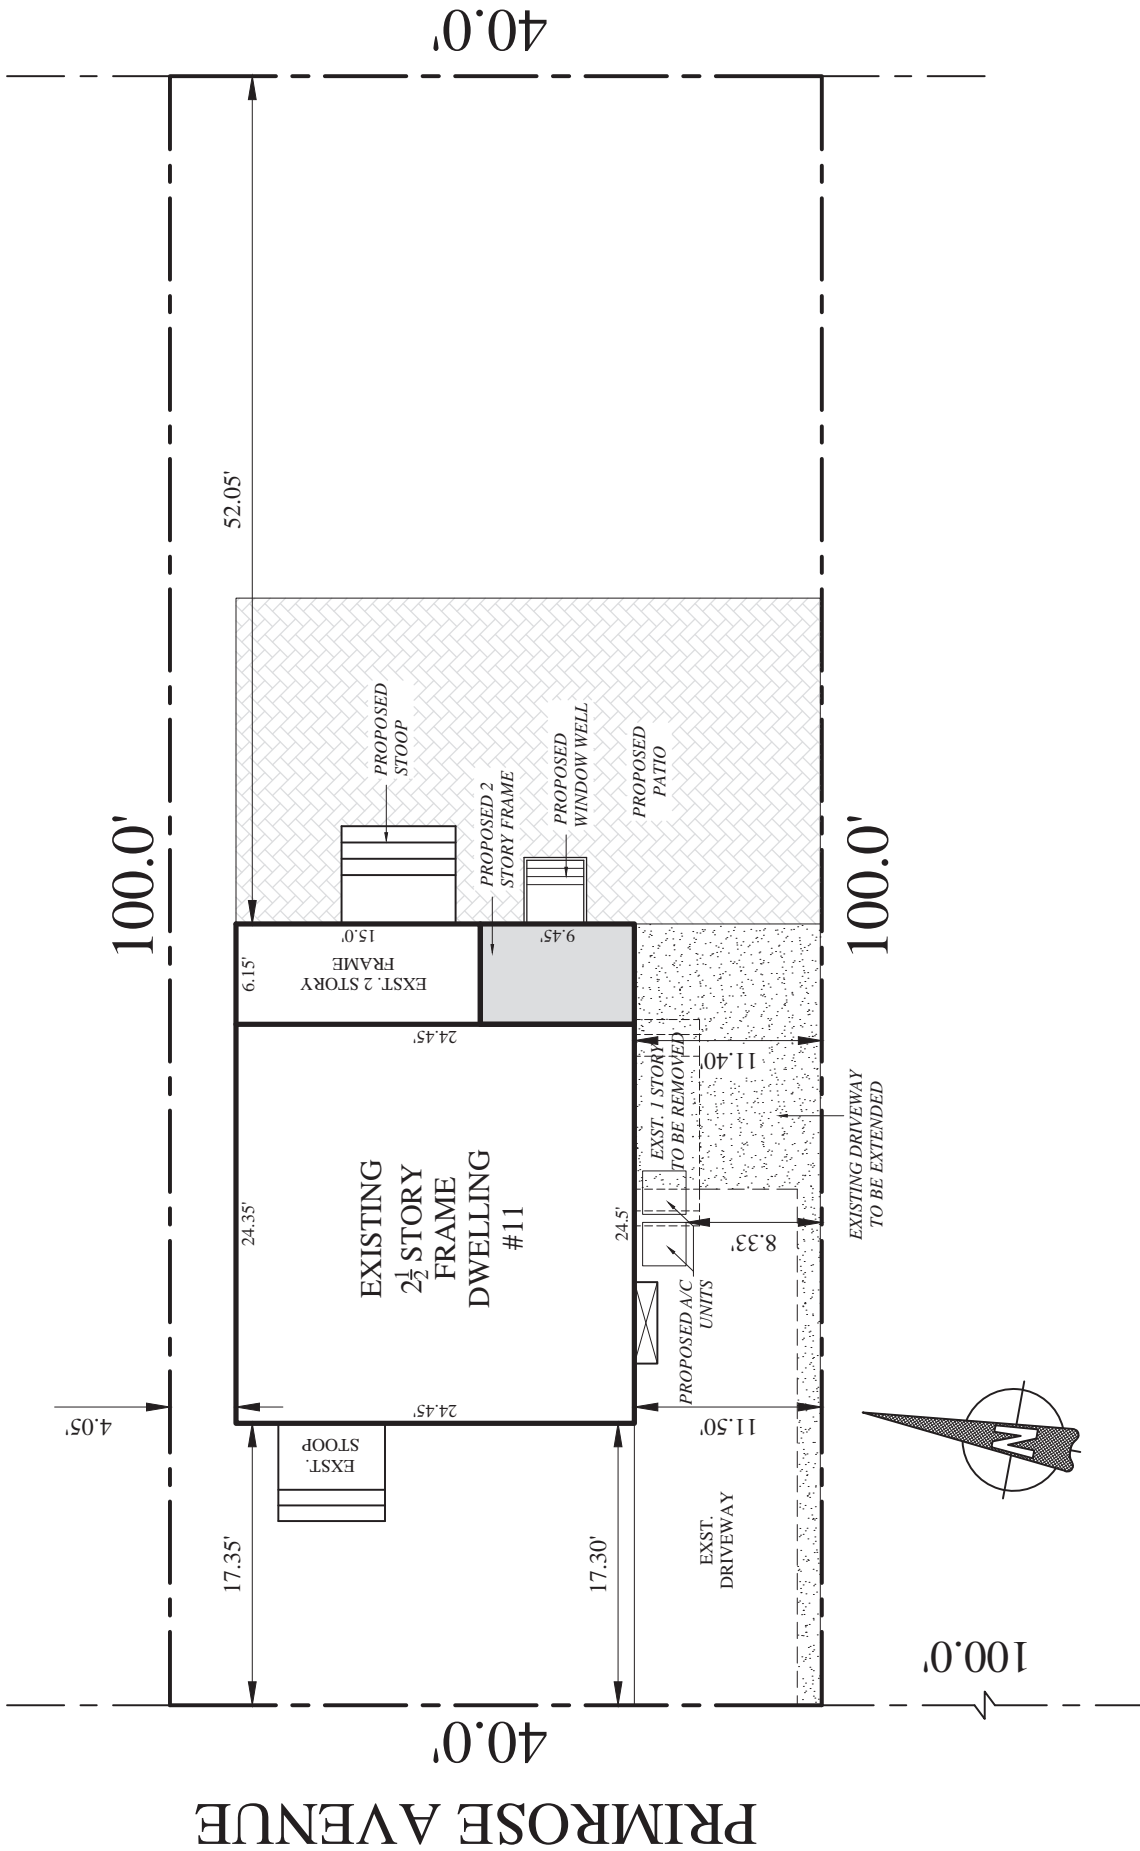 40.0'
100.0'
52.05'
PROPOSED
STOOP
PROPOSED 2
STORY FRAME
PROPOSED
WINDOW WELL
PROPOSED
PATIO
100.0'
6.15'
15.0'
EXST. 2 STORY
FRAME
9.45'
24.45'
24.35'
EXISTING
2½ STORY
FRAME
DWELLING
#11
24.5'
24.45'
EXST. 1 STORY
TO BE REMOVED
11.40'
EXISTING DRIVEWAY
TO BE EXTENDED
8.33'
PROPOSED A/C
UNITS
4.05'
11.50'
EXST.
STOOP
17.35'
17.30'
EXST.
DRIVEWAY
N
100.0'
40.0'
PRIMROSE AVENUE